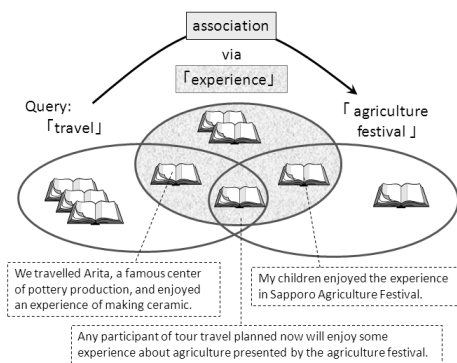 association
via
「experience」
Query:
「travel」
「 agriculture
festival 」
We travelled Arita, a famous center
of pottery production, and enjoyed
an experience of making ceramic.
My children enjoyed the experience
in Sapporo Agriculture Festival.
Any participant of tour travel planned now will enjoy some
experience about agriculture presented by the agriculture festival.